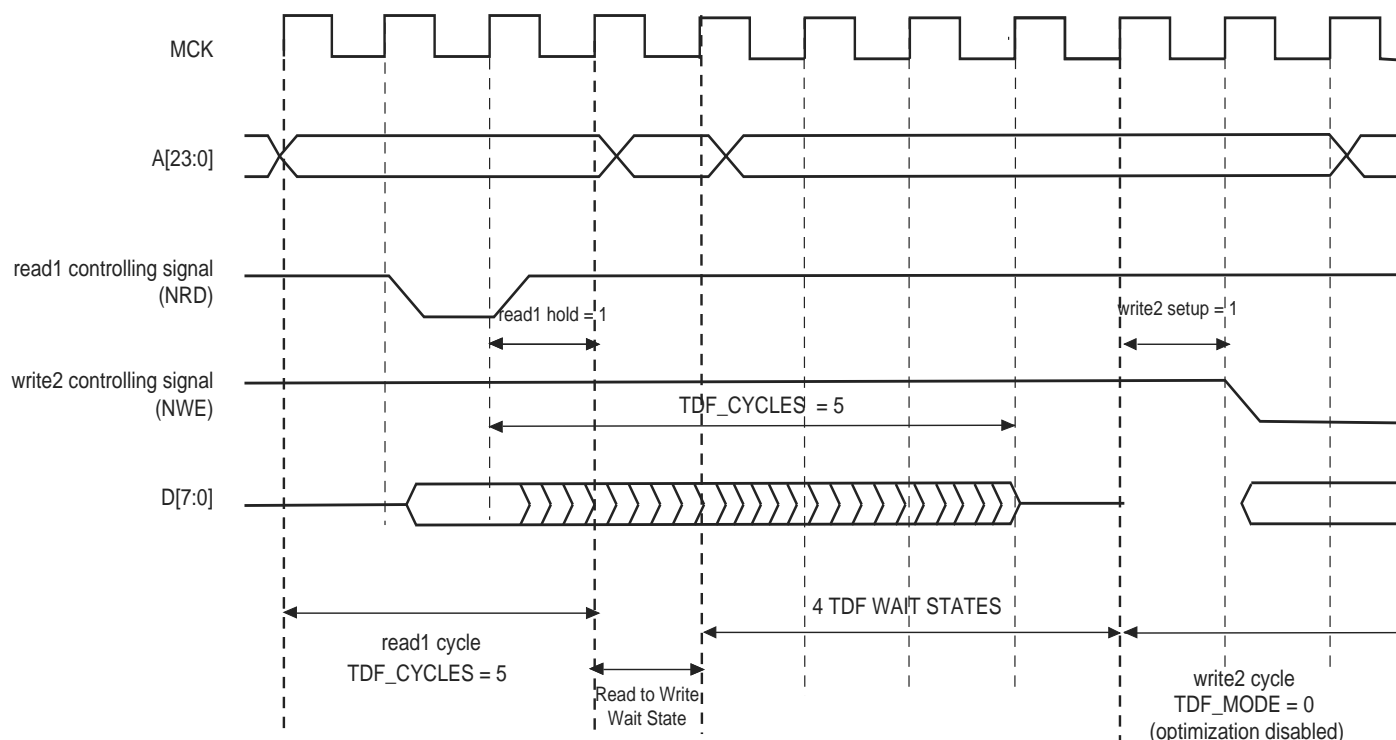 MCK
A[23:0]
read1 controlling signal
(NRD)
read1 hold = 1
write2 setup = 1
write2 controlling signal
(NWE)
TDF_CYCLES = 5
D[7:0]
4 TDF WAIT STATES
read1 cycle
TDF_CYCLES = 5
Read to Write
Wait State
write2 cycle
TDF_MODE = 0
(optimization disabled)